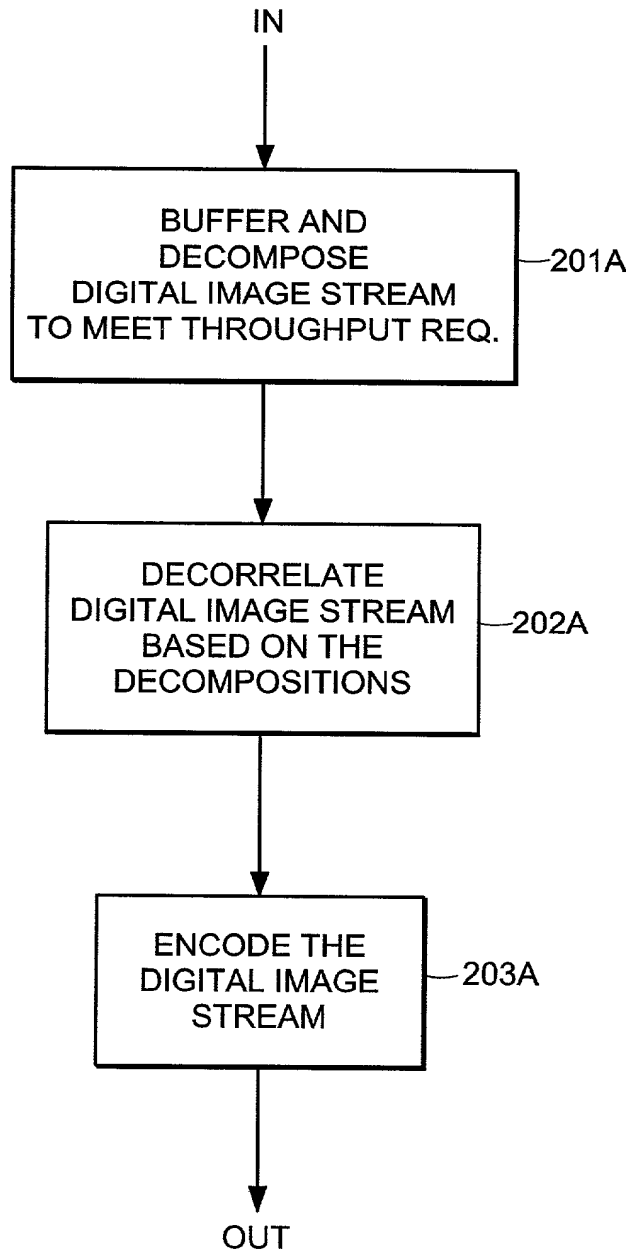 IN
BUFFER AND
DECOMPOSE
DIGITAL IMAGE STREAM
TO MEET THROUGHPUT REQ.
201A
DECORRELATE
DIGITAL IMAGE STREAM
BASED ON THE
DECOMPOSITIONS
202A
ENCODE THE
DIGITAL IMAGE
STREAM
203A
OUT